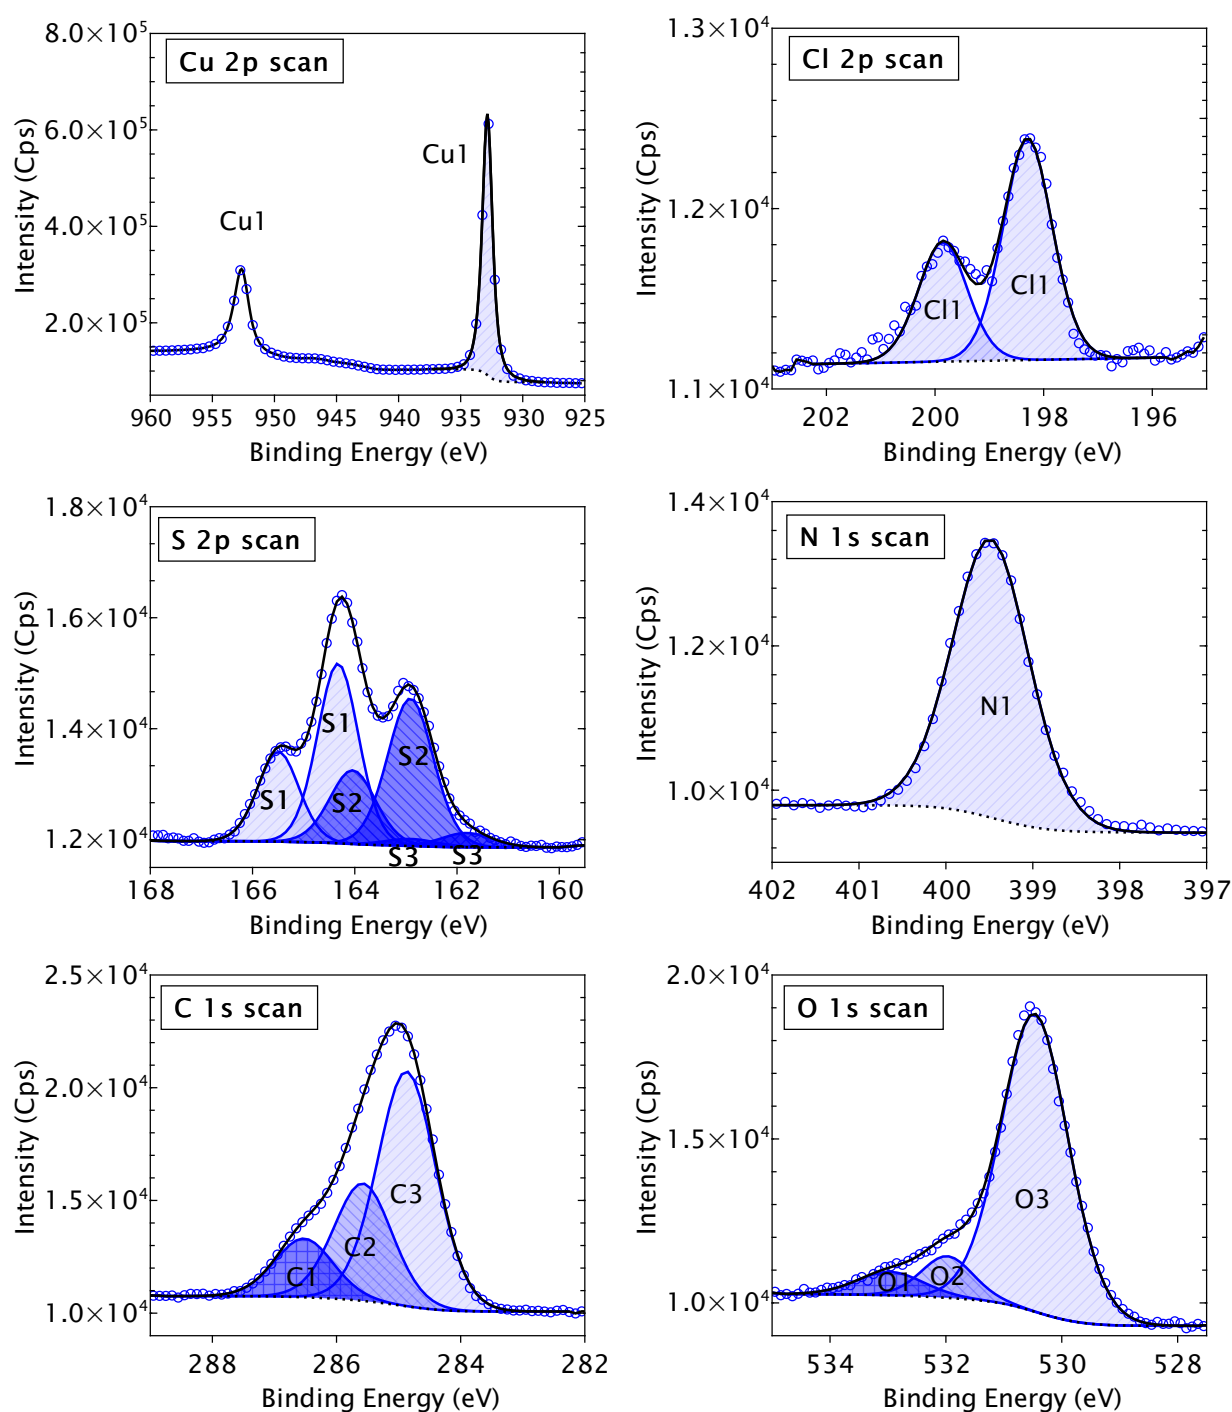 Cu 2p scan
Intensity (Cps)
8.0×10⁵
6.0×10⁵
4.0×10⁵
2.0×10⁵
Cu1
Cu1
960 955 950 945 940 935 930 925
Binding Energy (eV)
Cl 2p scan
Intensity (Cps)
1.3×10⁴
1.2×10⁴
1.1×10⁴
Cl1
Cl1
202 200 198 196
Binding Energy (eV)
S 2p scan
Intensity (Cps)
1.8×10⁴
1.6×10⁴
1.4×10⁴
1.2×10⁴
S1
S1
S2
S2
S3
S3
168 166 164 162 160
Binding Energy (eV)
N 1s scan
Intensity (Cps)
1.4×10⁴
1.2×10⁴
1.0×10⁴
N1
402 401 400 399 398 397
Binding Energy (eV)
C 1s scan
Intensity (Cps)
2.5×10⁴
2.0×10⁴
1.5×10⁴
1.0×10⁴
C1
C2
C3
288 286 284 282
Binding Energy (eV)
O 1s scan
Intensity (Cps)
2.0×10⁴
1.5×10⁴
1.0×10⁴
O1
O2
O3
534 532 530 528
Binding Energy (eV)